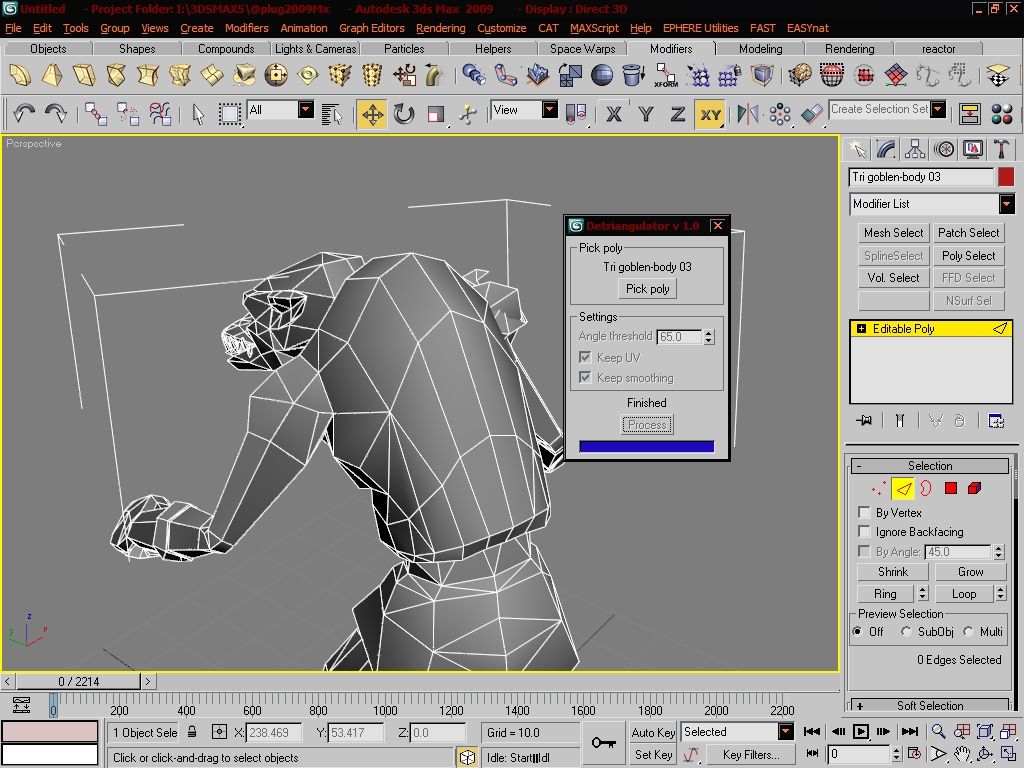 Untitled - Project Folder: I:\3DSMAX5\@plug2009Mx - Autodesk 3ds Max 2009 - Display : Direct 3D
File Edit Tools Group Views Create Modifiers Animation Graph Editors Rendering Customize CAT MAXScript Help EPHERE Utilities FAST EASYnat
Objects Shapes Compounds Lights & Cameras Particles Helpers Space Warps Modifiers Modeling Rendering reactor
XFORM
All View X Y Z XY Create Selection Set
Perspective
Tri goblen-body 03
Modifier List
Mesh Select Patch Select
SplineSelect Poly Select
Vol. Select FFD Select
NSurf Sel
Editable Poly
Detriangulator v 1.0
Pick poly
Tri goblen-body 03
Pick poly
Settings
Angle threshold 65.0
Keep UV
Keep smoothing
Finished
Process
- Selection
By Vertex
Ignore Backfacing
By Angle: 45.0
Shrink Grow
Ring Loop
Preview Selection
Off SubObj Multi
0 Edges Selected
+ Soft Selection
z
y
x
< 0 / 2214 >
0 200 400 600 800 1000 1200 1400 1600 1800 2000 2200
1 Object Sele X: 238.469 Y: 53.417 Z: 0.0 Grid = 10.0 Auto Key Selected
Click or click-and-drag to select objects Idle: Start Set Key Key Filters... 0